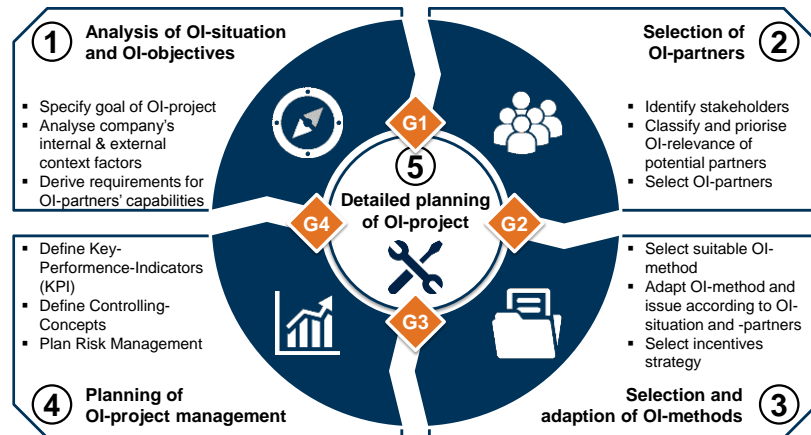 1
Analysis of OI-situation
and OI-objectives
▪ Specify goal of OI-project
▪ Analyse company's
internal & external
context factors
▪ Derive requirements for
OI-partners' capabilities
Selection of
OI-partners
2
▪ Identify stakeholders
▪ Classify and priorise
OI-relevance of
potential partners
▪ Select OI-partners
G1
5
Detailed planning
of OI-project
G4
G2
G3
▪ Define Key-
Performence-Indicators
(KPI)
▪ Define Controlling-
Concepts
▪ Plan Risk Management
4
Planning of
OI-project management
▪ Select suitable OI-
method
▪ Adapt OI-method and
issue according to OI-
situation and -partners
▪ Select incentives
strategy
Selection and
adaption of OI-methods
3